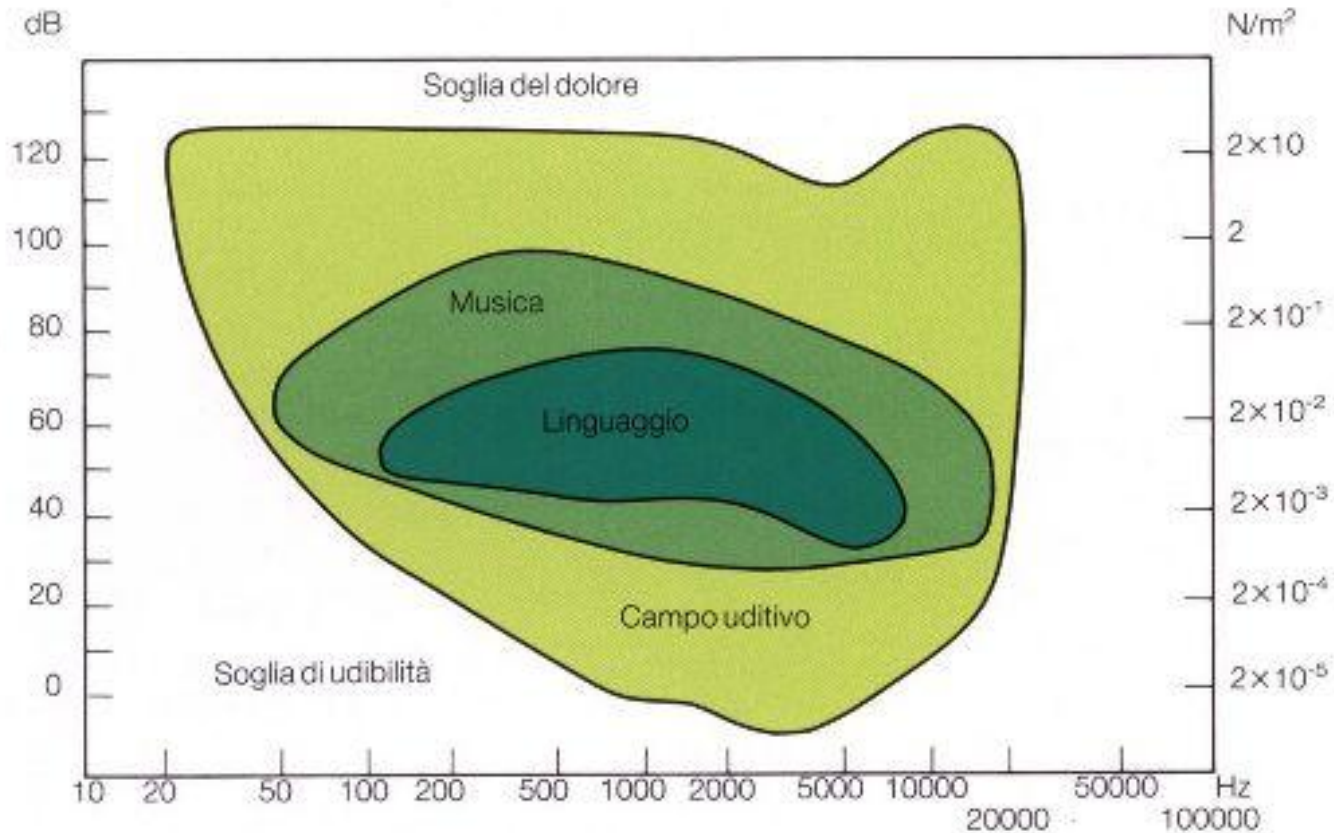 dB
N/m²
Soglia del dolore
120
2×10
100
2
Musica
80
2×10⁻¹
60
Linguaggio
2×10⁻²
40
2×10⁻³
20
Campo uditivo
2×10⁻⁴
Soglia di udibilità
0
2×10⁻⁵
10 20 50 100 200 500 1000 2000 5000 10000 50000 Hz
20000 100000